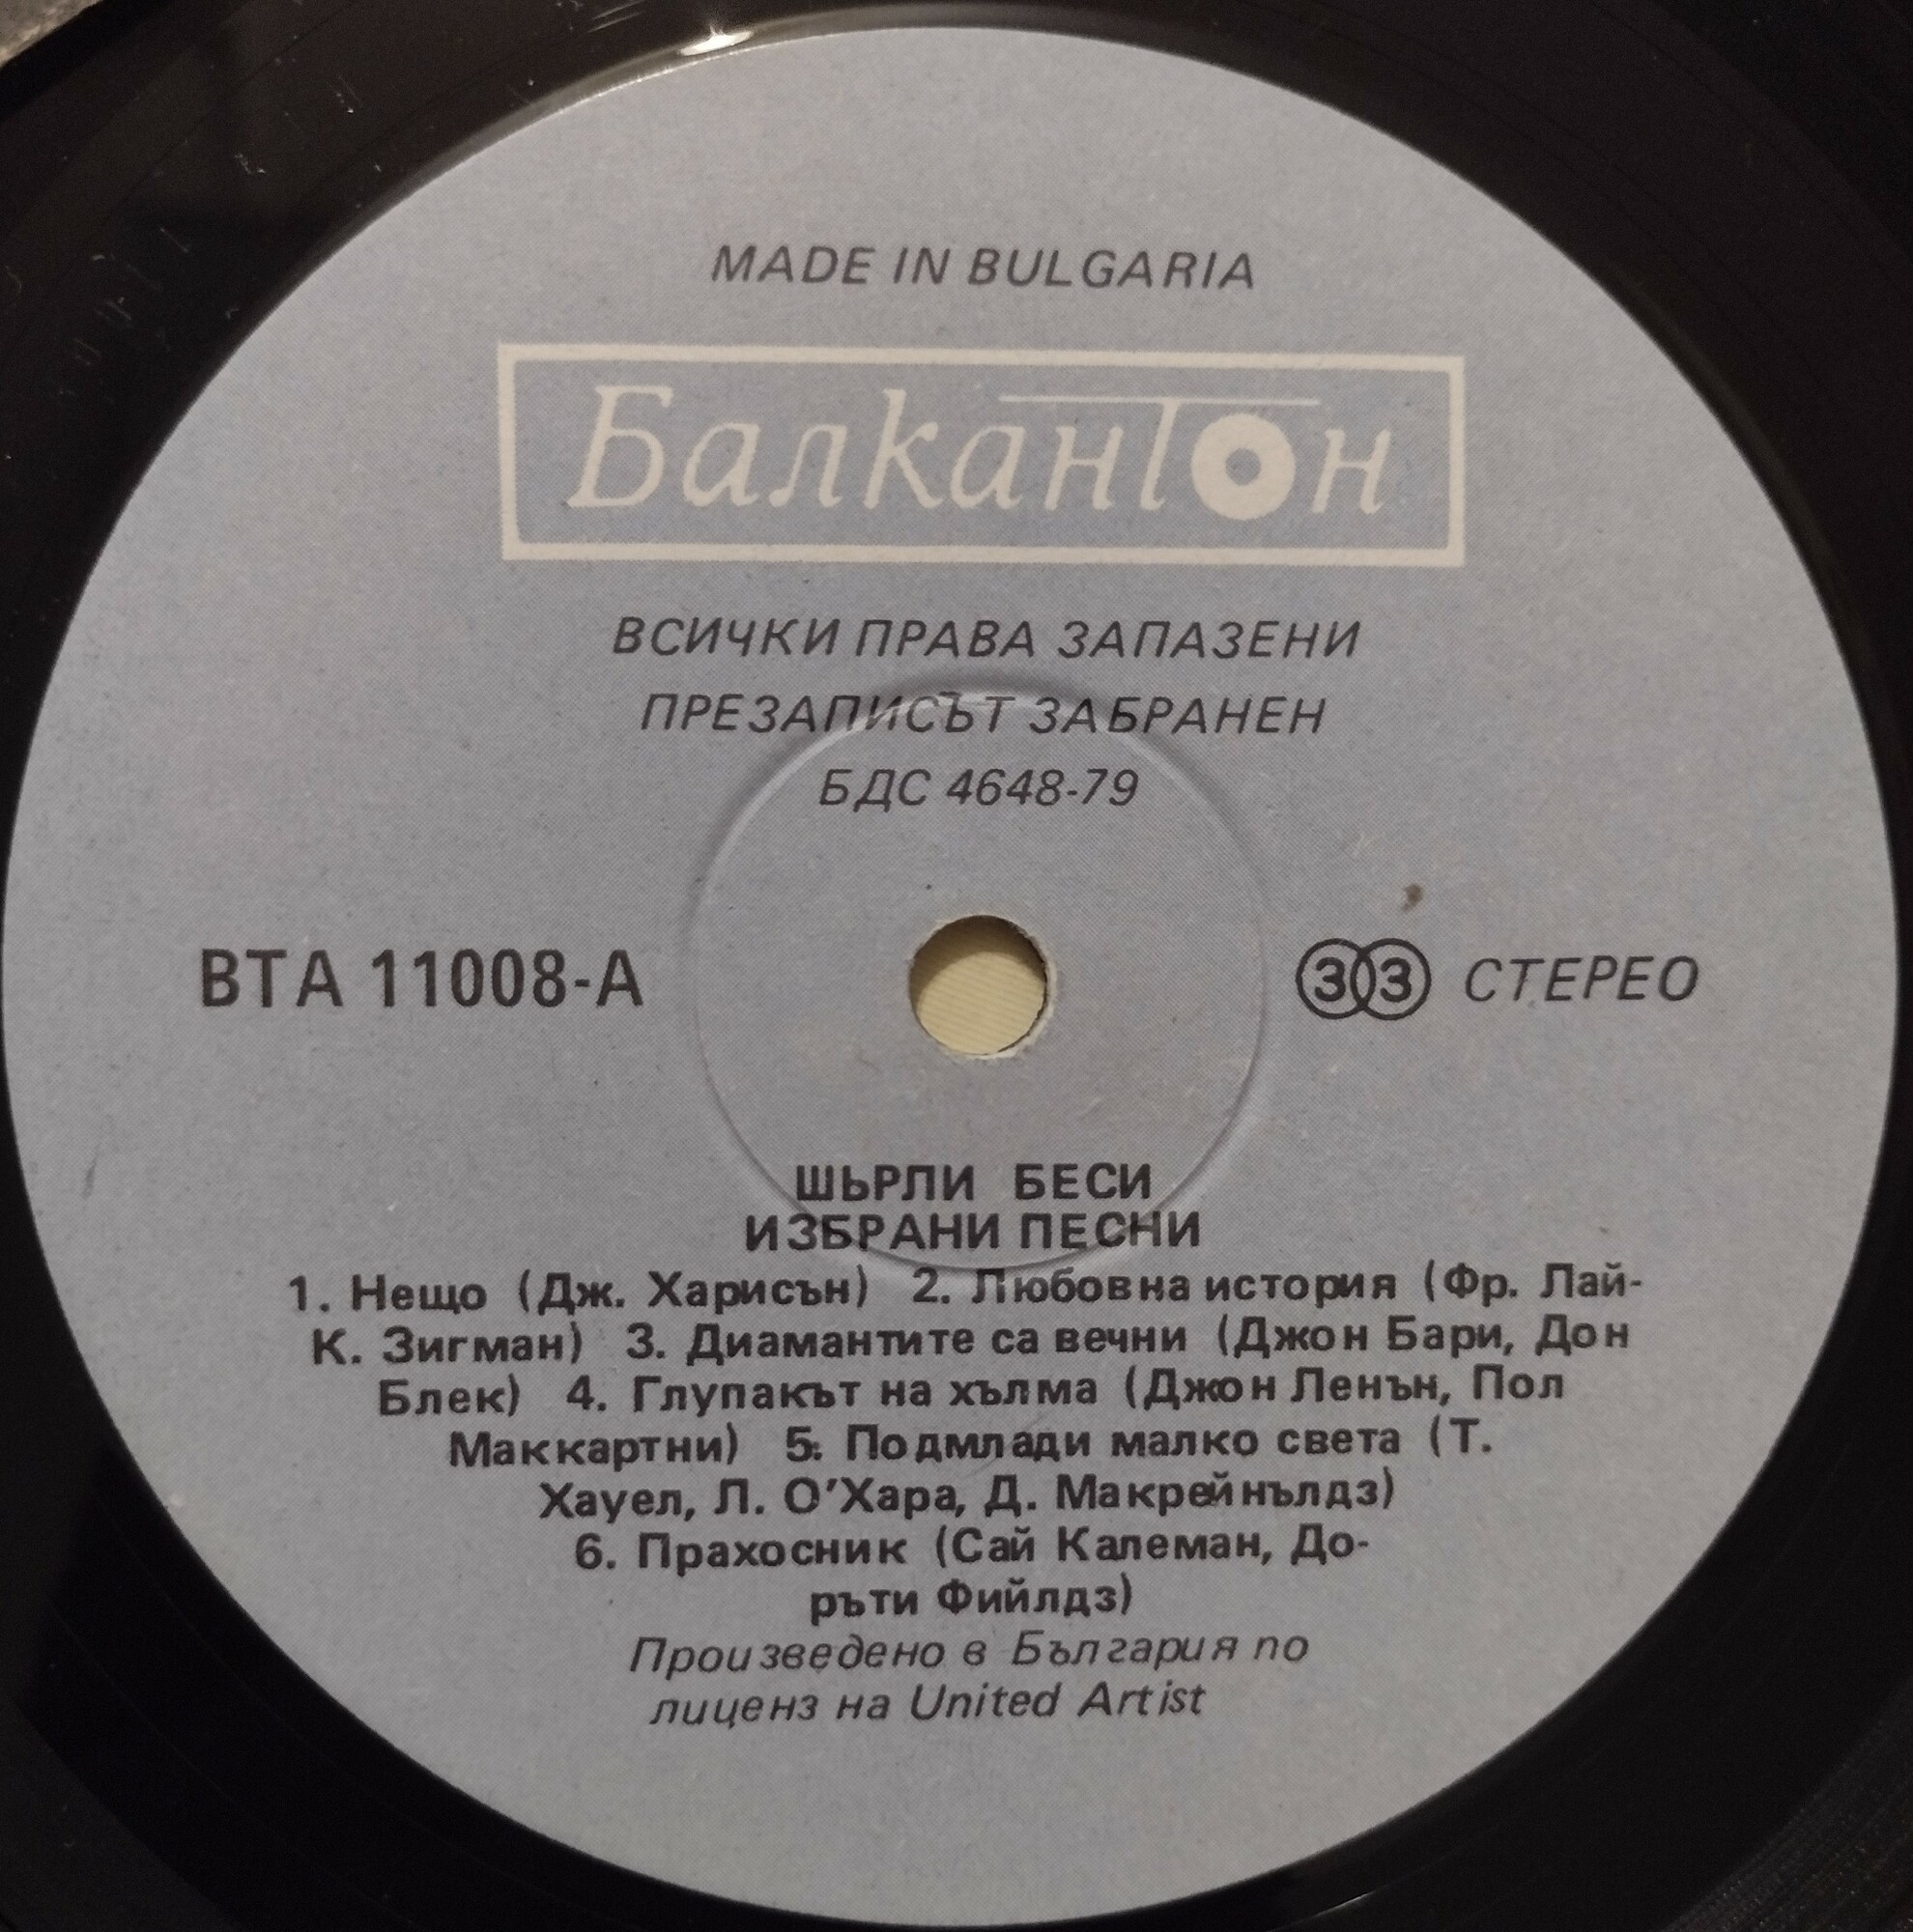 MADE IN BULGARIA
Балкантон
ВСИЧКИ ПРАВА ЗАПАЗЕНИ
ПРЕЗАПИСЪТ ЗАБРАНЕН
БДС 4648-79
ВТА 11008-А
33 СТЕРЕО
ШЬРЛИ БЕСИ
ИЗБРАНИ ПЕСНИ
1. Нещо (Дж. Харисън) 2. Любовна история (Фр. Лай-
К. Зигман) 3. Диамантите са вечни (Джон Бари, Дон
Блек) 4. Глупакът на хълма (Джон Ленън, Пол
Маккартни) 5. Подмлади малко света (Т.
Хауел, Л. О'Хара, Д. Макрейнълдз)
6. Прахосник (Сай Калеман, До-
ръти Фийлдз)
Произведено в България по
лиценз на United Artist